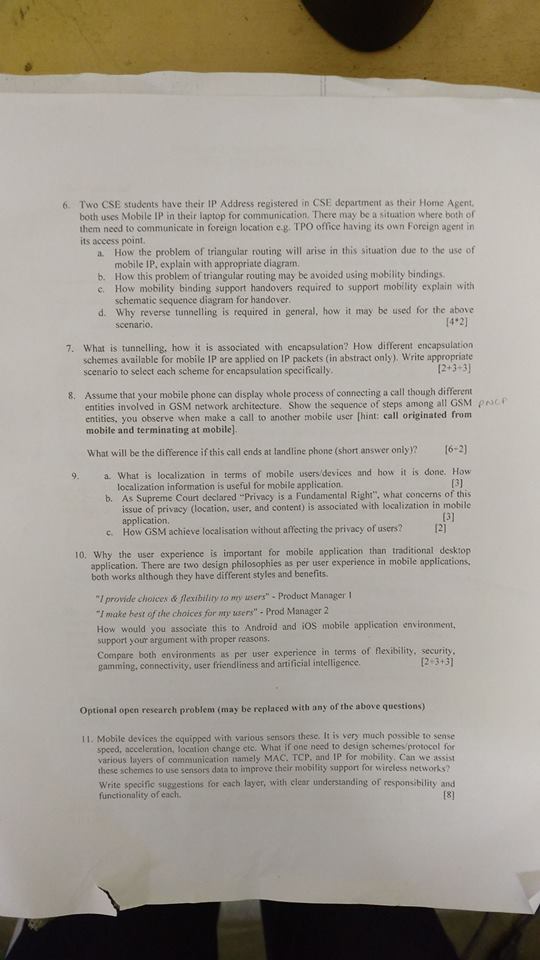 6. Two CSE students have their IP Address registered in CSE department as their Home Agent,
both uses Mobile IP in their laptop for communication. There may be a situation where both of
them need to communicate in foreign location e.g. TPO office having its own Foreign agent in
its access point.
a. How the problem of triangular routing will arise in this situation due to the use of
mobile IP, explain with appropriate diagram.
b. How this problem of triangular routing may be avoided using mobility bindings.
c. How mobility binding support handovers required to support mobility explain with
schematic sequence diagram for handover.
d. Why reverse tunnelling is required in general, how it may be used for the above
scenario. [4*2]
7. What is tunnelling, how it is associated with encapsulation? How different encapsulation
schemes available for mobile IP are applied on IP packets (in abstract only). Write appropriate
scenario to select each scheme for encapsulation specifically. [2+3+3]
8. Assume that your mobile phone can display whole process of connecting a call though different
entities involved in GSM network architecture. Show the sequence of steps among all GSM
entities, you observe when make a call to another mobile user [hint: call originated from
mobile and terminating at mobile].
What will be the difference if this call ends at landline phone (short answer only)? [6+2]
9. a. What is localization in terms of mobile users/devices and how it is done. How
localization information is useful for mobile application. [3]
b. As Supreme Court declared "Privacy is a Fundamental Right", what concerns of this
issue of privacy (location, user, and content) is associated with localization in mobile
application. [3]
c. How GSM achieve localisation without affecting the privacy of users? [2]
10. Why the user experience is important for mobile application than traditional desktop
application. There are two design philosophies as per user experience in mobile applications,
both works although they have different styles and benefits.
"I provide choices & flexibility to my users" - Product Manager 1
"I make best of the choices for my users" - Prod Manager 2
How would you associate this to Android and iOS mobile application environment,
support your argument with proper reasons.
Compare both environments as per user experience in terms of flexibility, security,
gamming, connectivity, user friendliness and artificial intelligence. [2+3+3]
Optional open research problem (may be replaced with any of the above questions)
11. Mobile devices the equipped with various sensors these. It is very much possible to sense
speed, acceleration, location change etc. What if one need to design schemes/protocol for
various layers of communication namely MAC, TCP, and IP for mobility. Can we assist
these schemes to use sensors data to improve their mobility support for wireless networks?
Write specific suggestions for each layer, with clear understanding of responsibility and
functionality of each. [8]